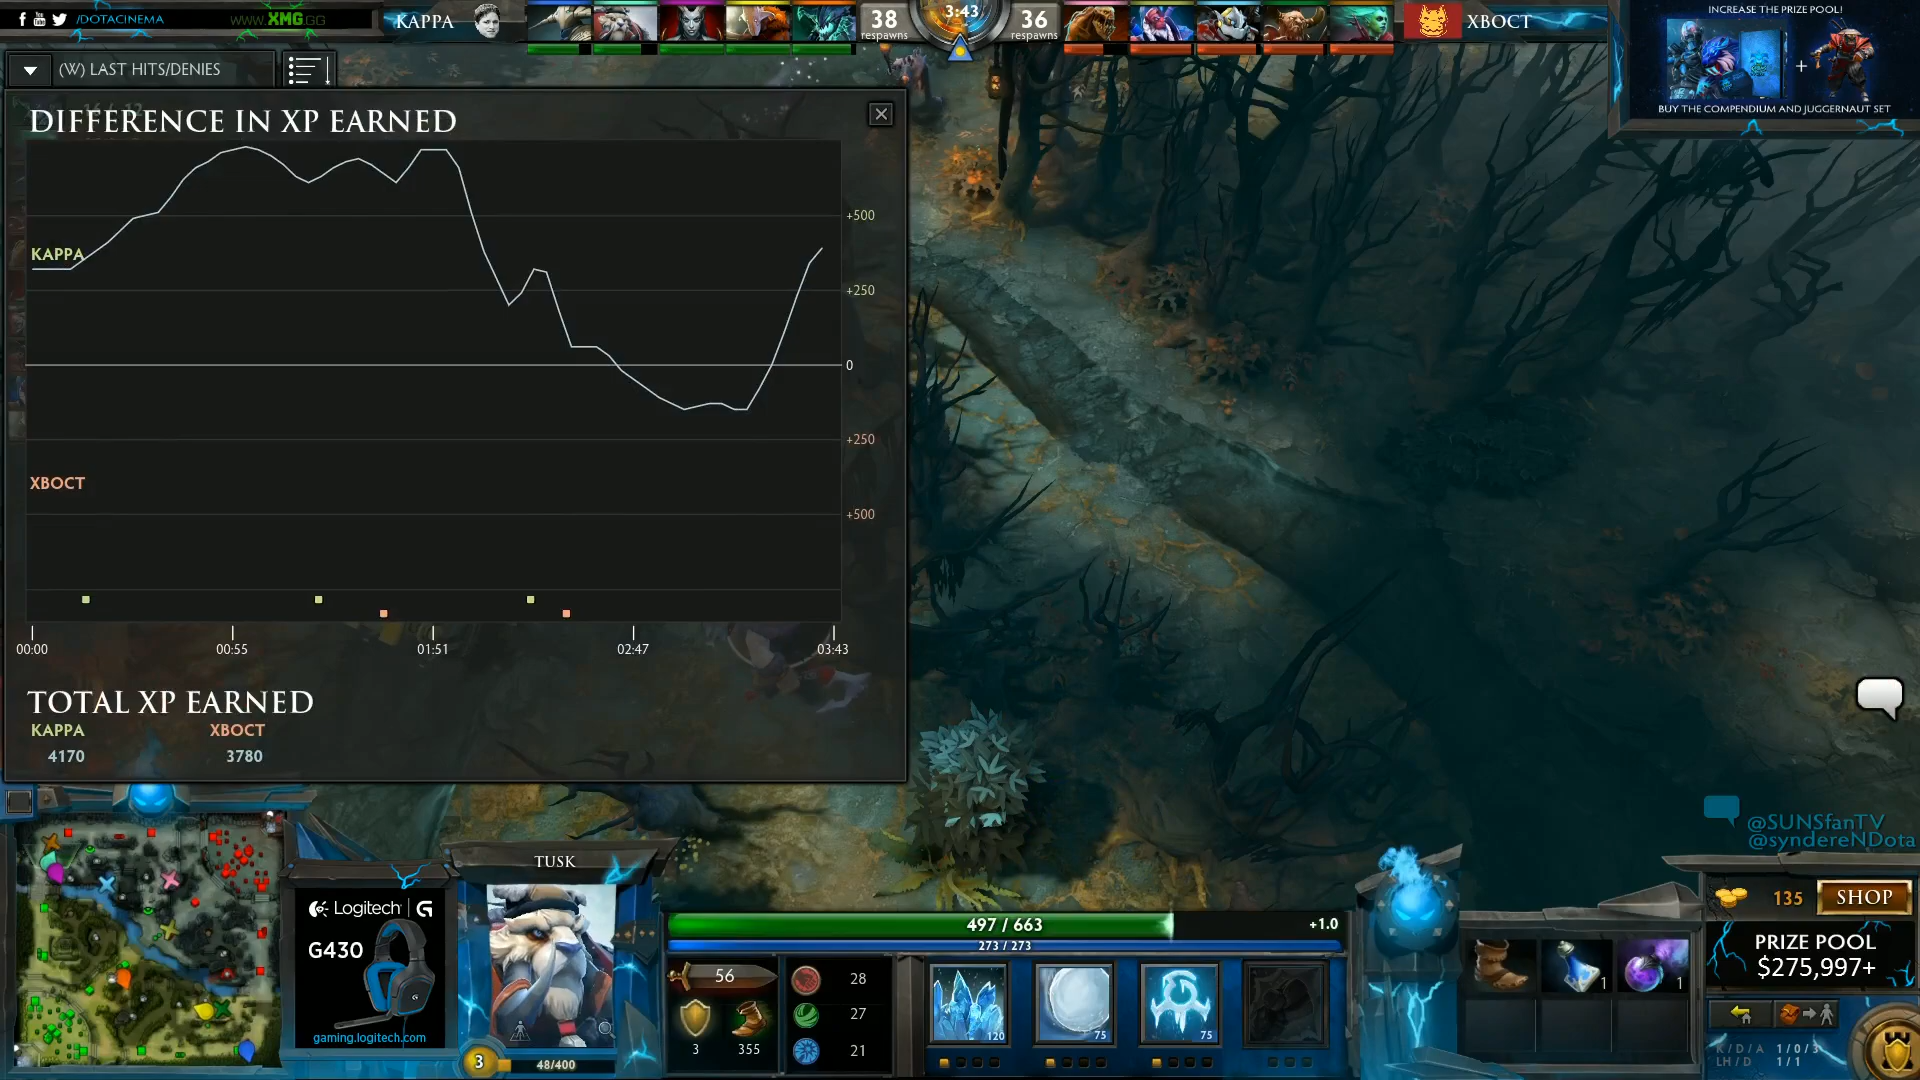 /DOTACINEMA
WWW.XMG.GG
KAPPA
38
respawns
3:43
36
respawns
XBOCT
INCREASE THE PRIZE POOL!
+
BUY THE COMPENDIUM AND JUGGERNAUT SET
(W) LAST HITS/DENIES
DIFFERENCE IN XP EARNED
+500
KAPPA
+250
0
+250
XBOCT
+500
00:00
00:55
01:51
02:47
03:43
TOTAL XP EARNED
KAPPA
XBOCT
4170
3780
@SUNSfanTV
@syndereNDota
TUSK
Logitech G
G430
gaming.logitech.com
3
48/400
497 / 663
+1.0
273 / 273
56
28
3
355
27
21
120
75
75
1
1
135
SHOP
PRIZE POOL
$275,997+
K/D/A 1/0/3
LH/D 1/1